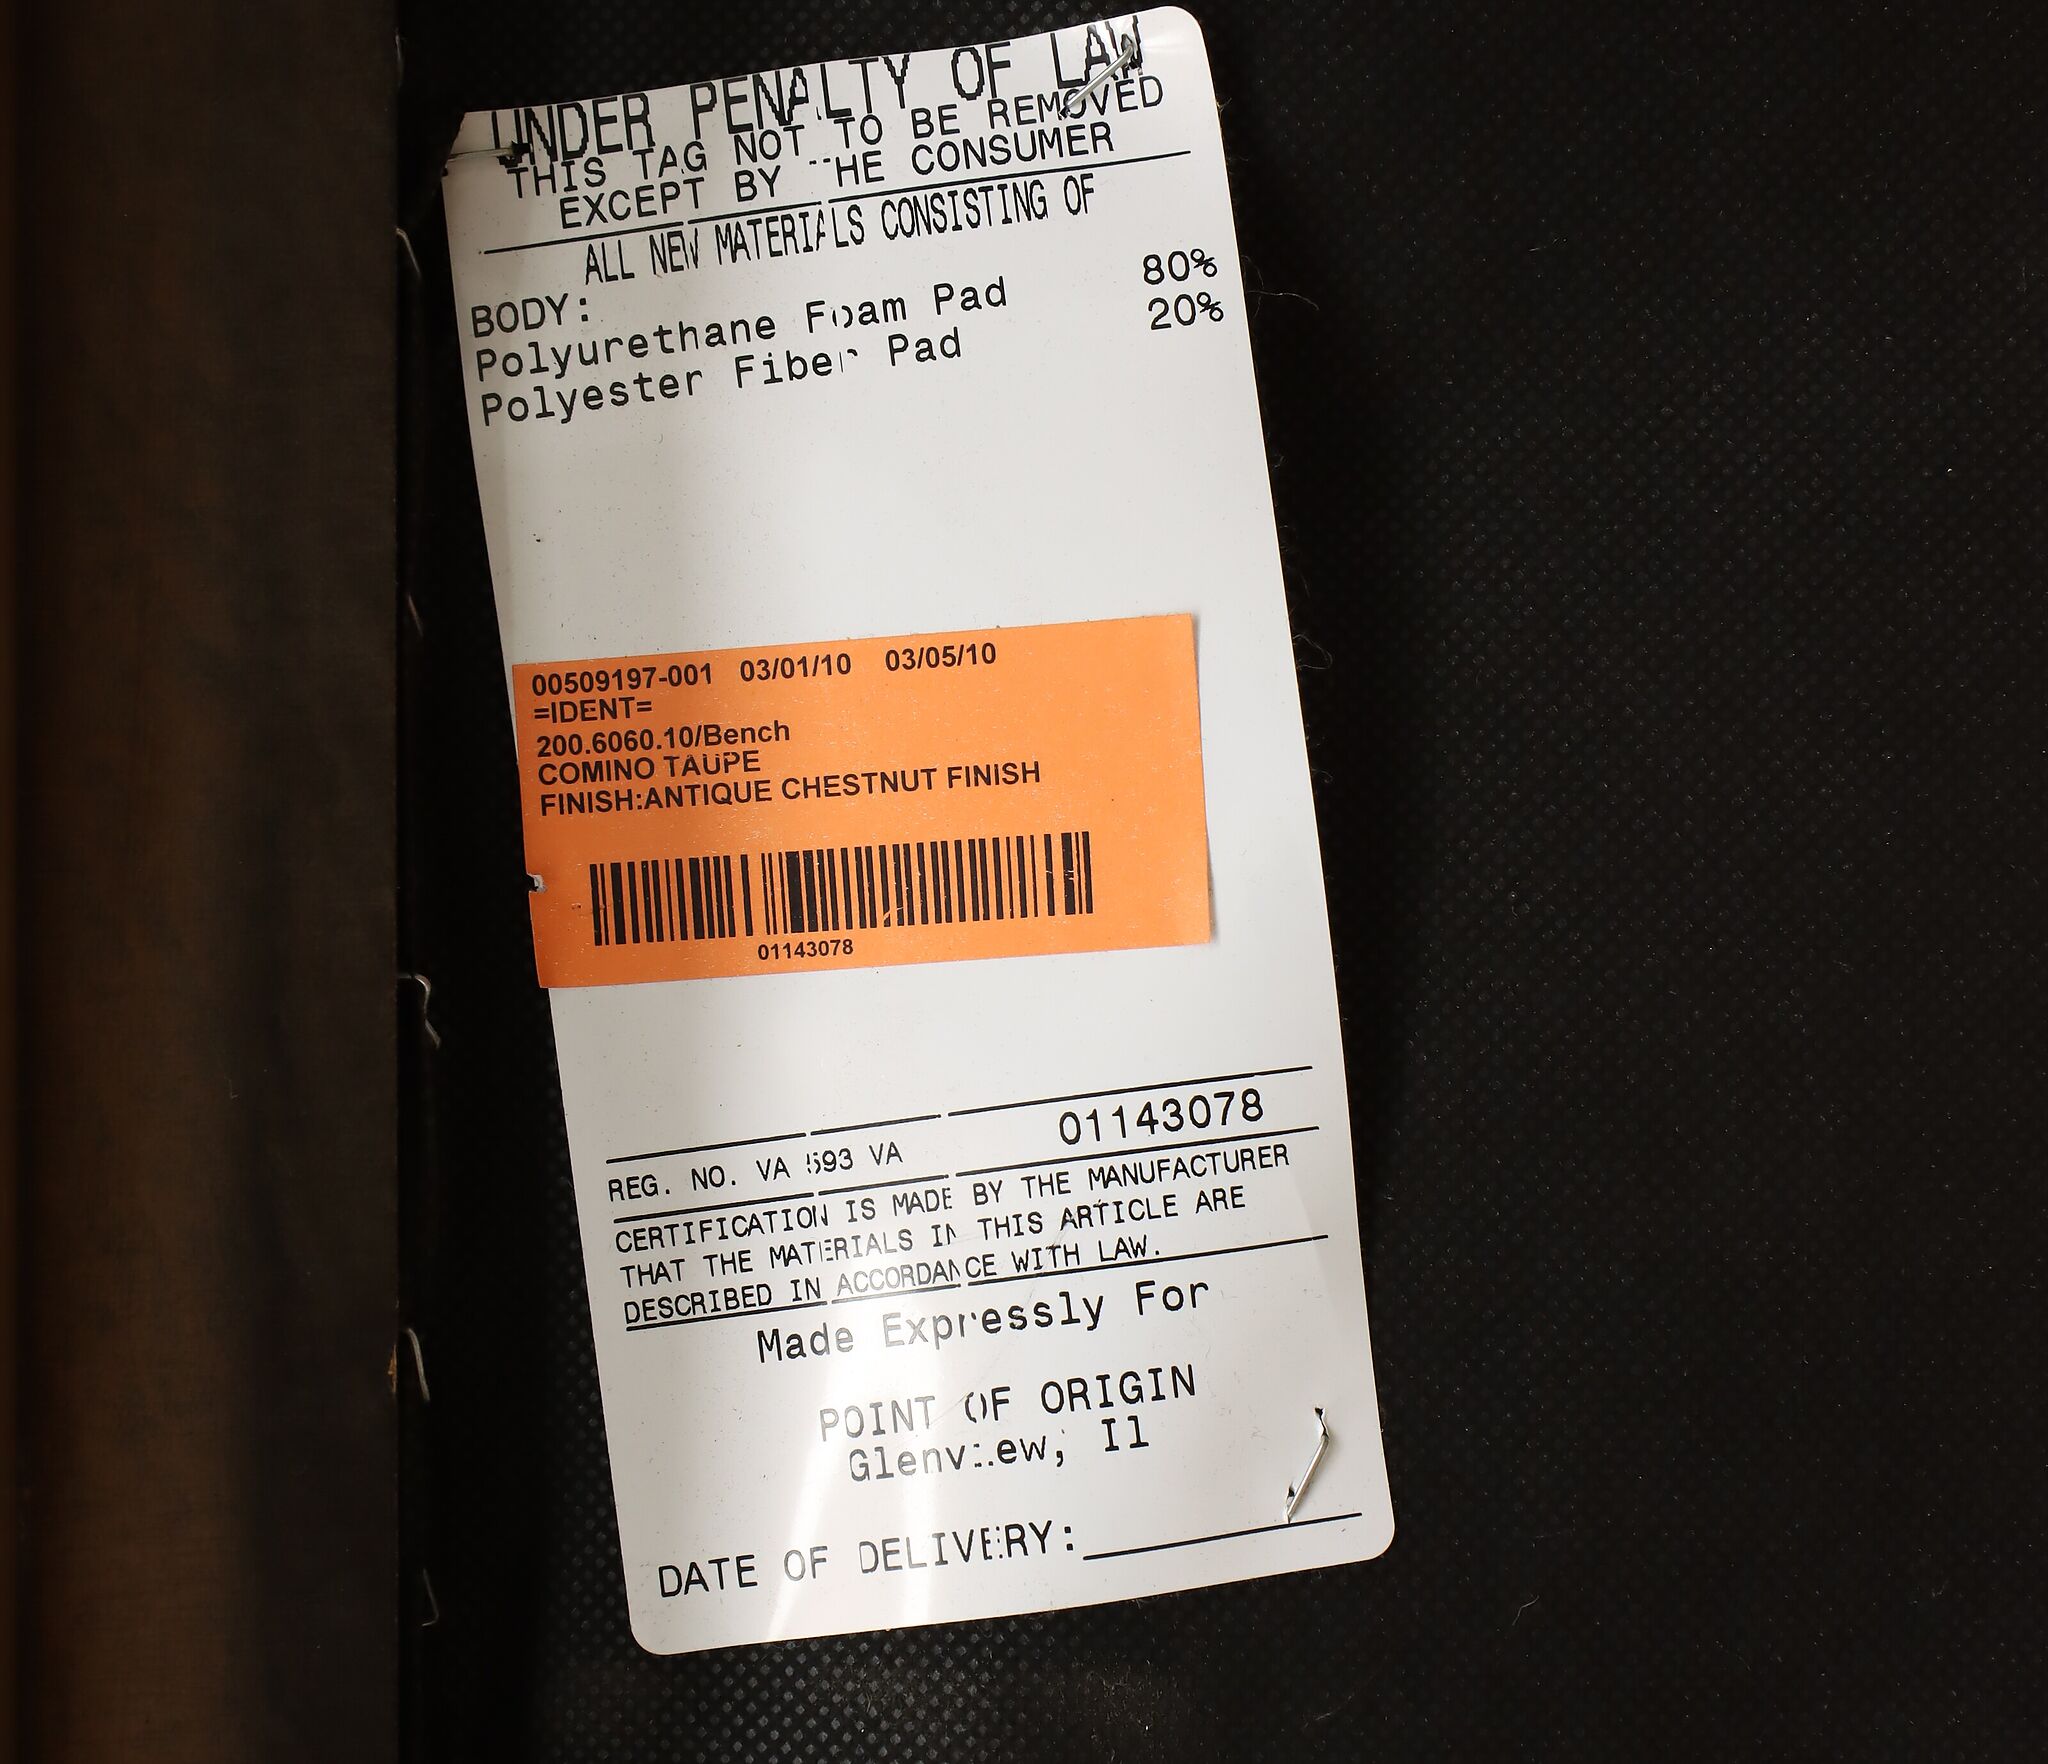 UNDER PENALTY OF LAW
THIS TAG NOT TO BE REMOVED
EXCEPT BY THE CONSUMER
ALL NEW MATERIALS CONSISTING OF
BODY:
Polyurethane Foam Pad 80%
Polyester Fiber Pad 20%
00509197-001 03/01/10 03/05/10
=IDENT=
200.6060.10/Bench
COMINO TAUPE
FINISH:ANTIQUE CHESTNUT FINISH
01143078
REG. NO. VA 593 VA 01143078
CERTIFICATION IS MADE BY THE MANUFACTURER
THAT THE MATERIALS IN THIS ARTICLE ARE
DESCRIBED IN ACCORDANCE WITH LAW.
Made Expressly For
POINT OF ORIGIN
Glenview, Il
DATE OF DELIVERY: